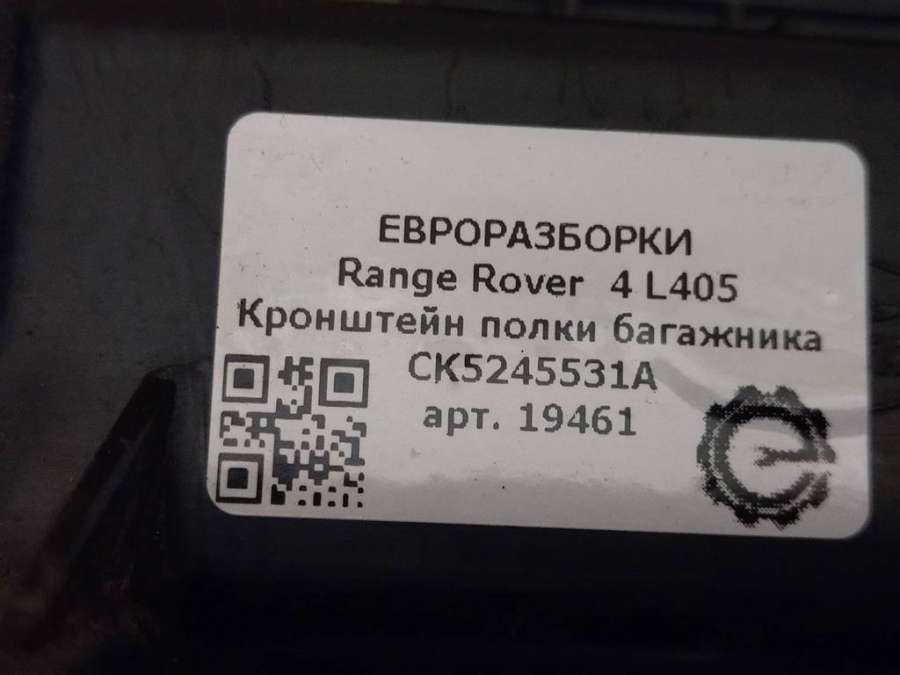 ЕВРОРАЗБОРКИ
Range Rover 4 L405
Кронштейн полки багажника
CK5245531A
арт. 19461